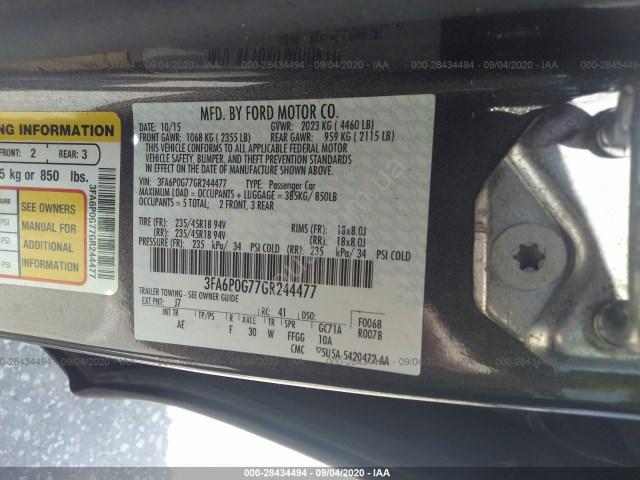 000-28434494 - 09/04/2020 - IAAI
000-28434494 - 09/04/2020 - IAAI
MFD. BY FORD MOTOR CO.
DATE: 10/15
GVWR: 2023 KG ( 4460 LB)
FRONT GAWR: 1068 KG ( 2355 LB)
REAR GAWR: 959 KG ( 2115 LB)
THIS VEHICLE CONFORMS TO ALL APPLICABLE FEDERAL MOTOR
VEHICLE SAFETY, BUMPER, AND THEFT PREVENTION STANDARDS
IN EFFECT ON THE DATE OF MANUFACTURE SHOWN ABOVE.
VIN: 3FA6P0G77GR244477
TYPE: Passenger Car
MAXIMUM LOAD = OCCUPANTS + LUGGAGE = 385KG/ 850LB
OCCUPANTS = 5 TOTAL: 2 FRONT, 3 REAR
TIRE (FR): 235/45R18 94V
RIMS (FR): 18x8.0J
(RR): 235/45R18 94V
(RR): 18x8.0J
PRESSURE (FR): 235 kPa/ 34 PSI COLD
(RR) 235 kPa/ 34 PSI COLD
3FA6P0G77GR244477
TRAILER TOWING - SEE OWNER GUIDE
EXT PNT: J7
RC: 41
DSO:
F0068
R0078
INT TR
TP/PS
R
AXLE
TR
SPR
GC71A
AE
F
30
W
FFGG
10A
CMC
5U5A-5420472-AA
NG INFORMATION
FRONT: 2
REAR: 3
5 kg or 850 lbs.
SEE OWNERS
MANUAL FOR
ADDITIONAL
INFORMATION
PSI
PSI
PSI
3FA6P0G77GR244477
000-28434494 - 09/04/2020 - IAAI
000-28434494 - 09/04/2020 - IAAI
000-28434494 - 09/04/2020 - IAAI